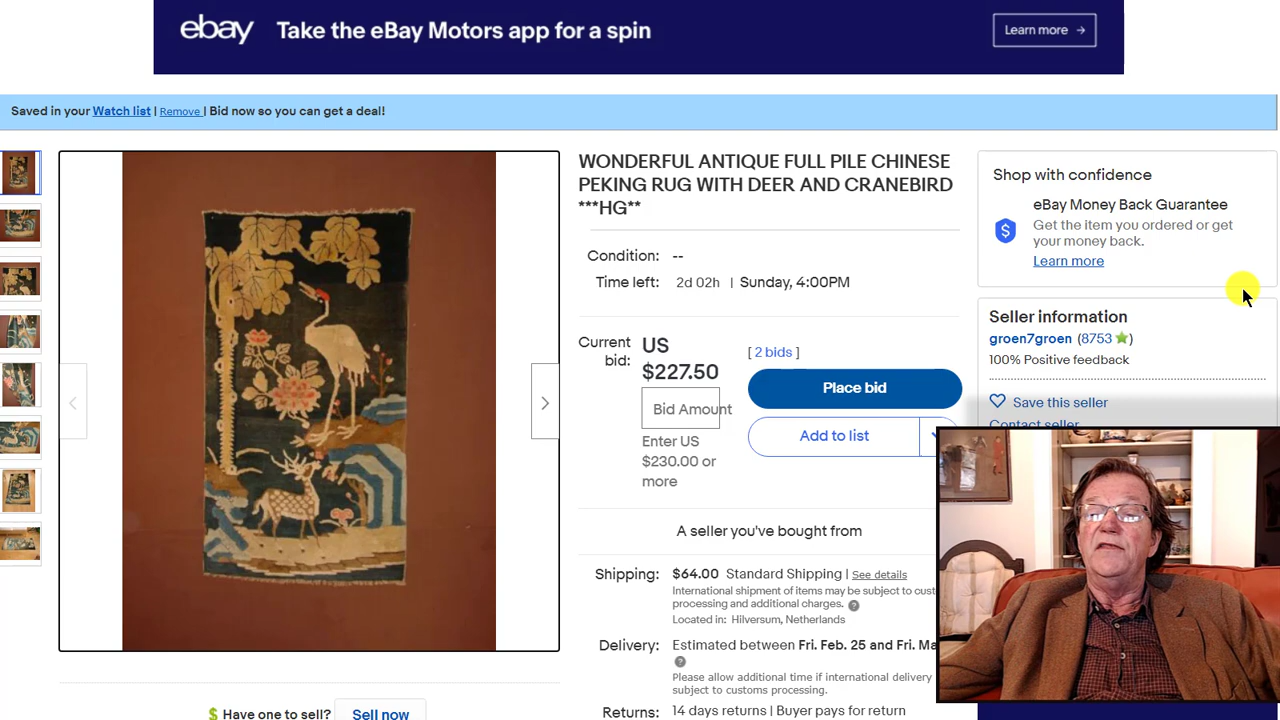 ebay
Take the eBay Motors app for a spin
Learn more →
Saved in your Watch list | Remove | Bid now so you can get a deal!
WONDERFUL ANTIQUE FULL PILE CHINESE
PEKING RUG WITH DEER AND CRANEBIRD
***HG**
Condition: --
Time left: 2d 02h | Sunday, 4:00PM
Current
bid:
US
$227.50
[ 2 bids ]
Place bid
Bid Amount
Add to list
Enter US
$230.00 or
more
A seller you've bought from
Shipping: $64.00 Standard Shipping | See details
International shipment of items may be subject to cust
processing and additional charges. ?
Located in: Hilversum, Netherlands
Delivery: Estimated between Fri. Feb. 25 and Fri. Ma
?
Please allow additional time if international delivery
subject to customs processing.
Returns: 14 days returns | Buyer pays for return
Shop with confidence
eBay Money Back Guarantee
$
Get the item you ordered or get
your money back.
Learn more
Seller information
groen7groen (8753 ★)
100% Positive feedback
Save this seller
Contact seller
$ Have one to sell? Sell now